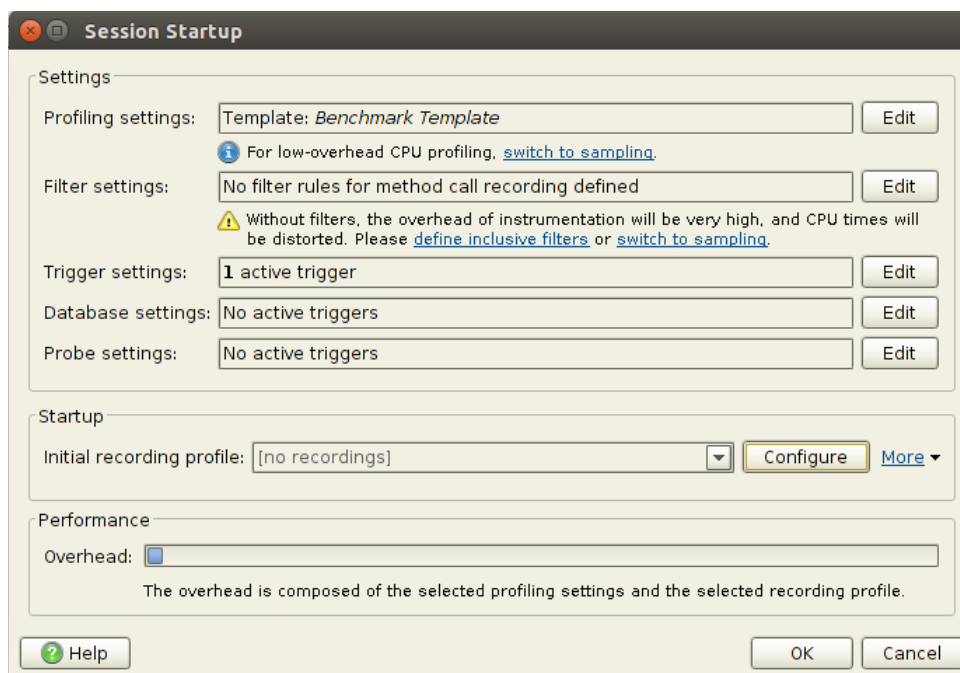 Session Startup
Settings
Profiling settings: Template: Benchmark Template Edit
For low-overhead CPU profiling, switch to sampling.
Filter settings: No filter rules for method call recording defined Edit
Without filters, the overhead of instrumentation will be very high, and CPU times will
be distorted. Please define inclusive filters or switch to sampling.
Trigger settings: 1 active trigger Edit
Database settings: No active triggers Edit
Probe settings: No active triggers Edit
Startup
Initial recording profile: [no recordings] Configure More
Performance
Overhead:
The overhead is composed of the selected profiling settings and the selected recording profile.
Help OK Cancel